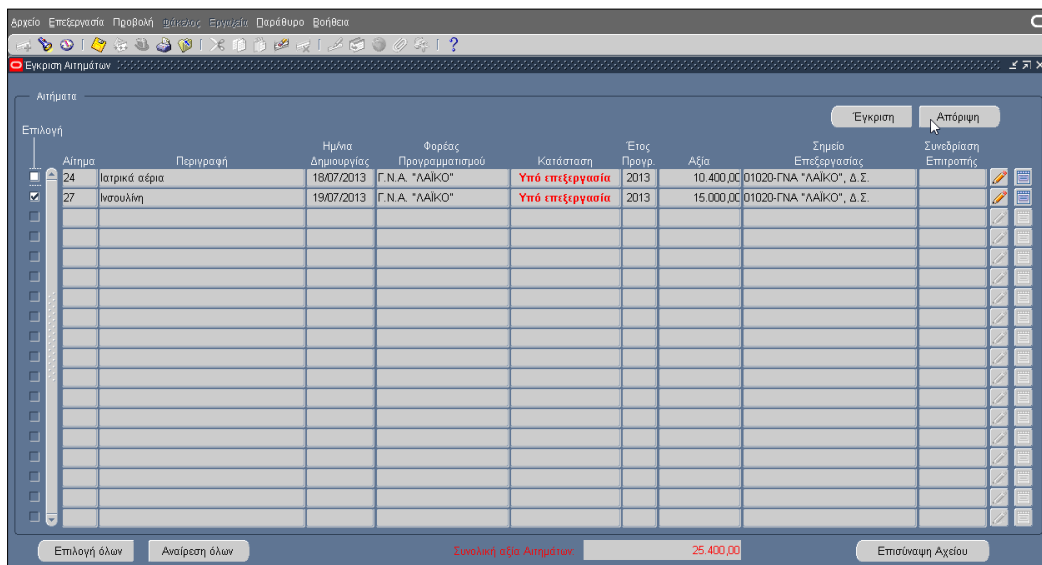 Αρχείο Επεξεργασία Προβολή Φάκελος Εργαλεία Παράθυρο Βοήθεια
Εγκριση Αιτημάτων
Αιτήματα
Έγκριση Απόριψη
Επιλογή
Ημ/νια Φορέας Έτος Σημείο Συνεδρίαση
Αίτημα Περιγραφή Δημιουργίας Προγραμματισμού Κατάσταση Προγρ. Αξία Επεξεργασίας Επιτροπής
24 Ιατρικά αέρια 18/07/2013 Γ.Ν.Α. "ΛΑΪΚΟ" Υπό επεξεργασία 2013 10.400,00 01020-ΓΝΑ "ΛΑΪΚΟ", Δ.Σ.
27 Ινσουλίνη 19/07/2013 Γ.Ν.Α. "ΛΑΪΚΟ" Υπό επεξεργασία 2013 15.000,00 01020-ΓΝΑ "ΛΑΪΚΟ", Δ.Σ.
Επιλογή όλων Αναίρεση όλων Συνολική αξία Αιτημάτων: 25.400,00 Επισύναψη Αχείου